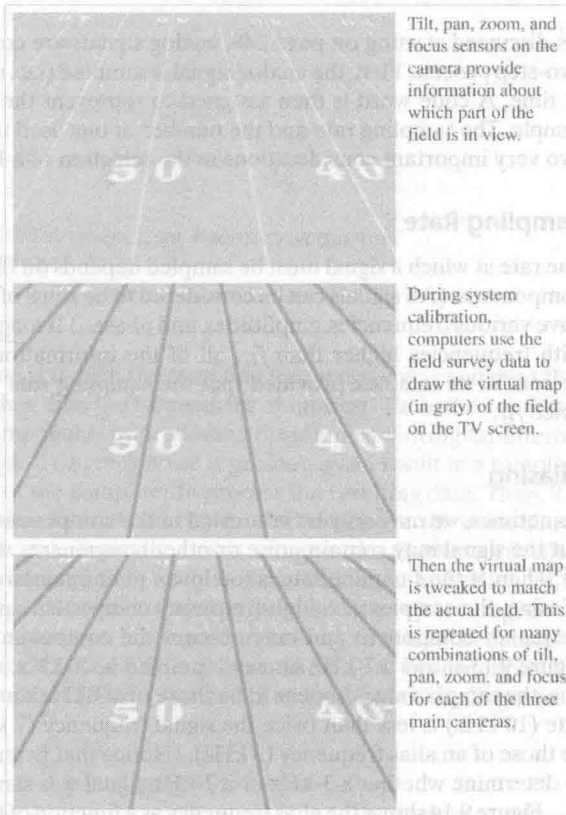 Tilt, pan, zoom, and
focus sensors on the
camera provide
information about
which part of the
field is in view.
50 40
During system
calibration,
computers use the
field survey data to
draw the virtual map
(in gray) of the field
on the TV screen.
50 40
Then the virtual map
is tweaked to match
the actual field. This
is repeated for many
combinations of tilt,
pan, zoom, and focus
for each of the three
main cameras.
50 40